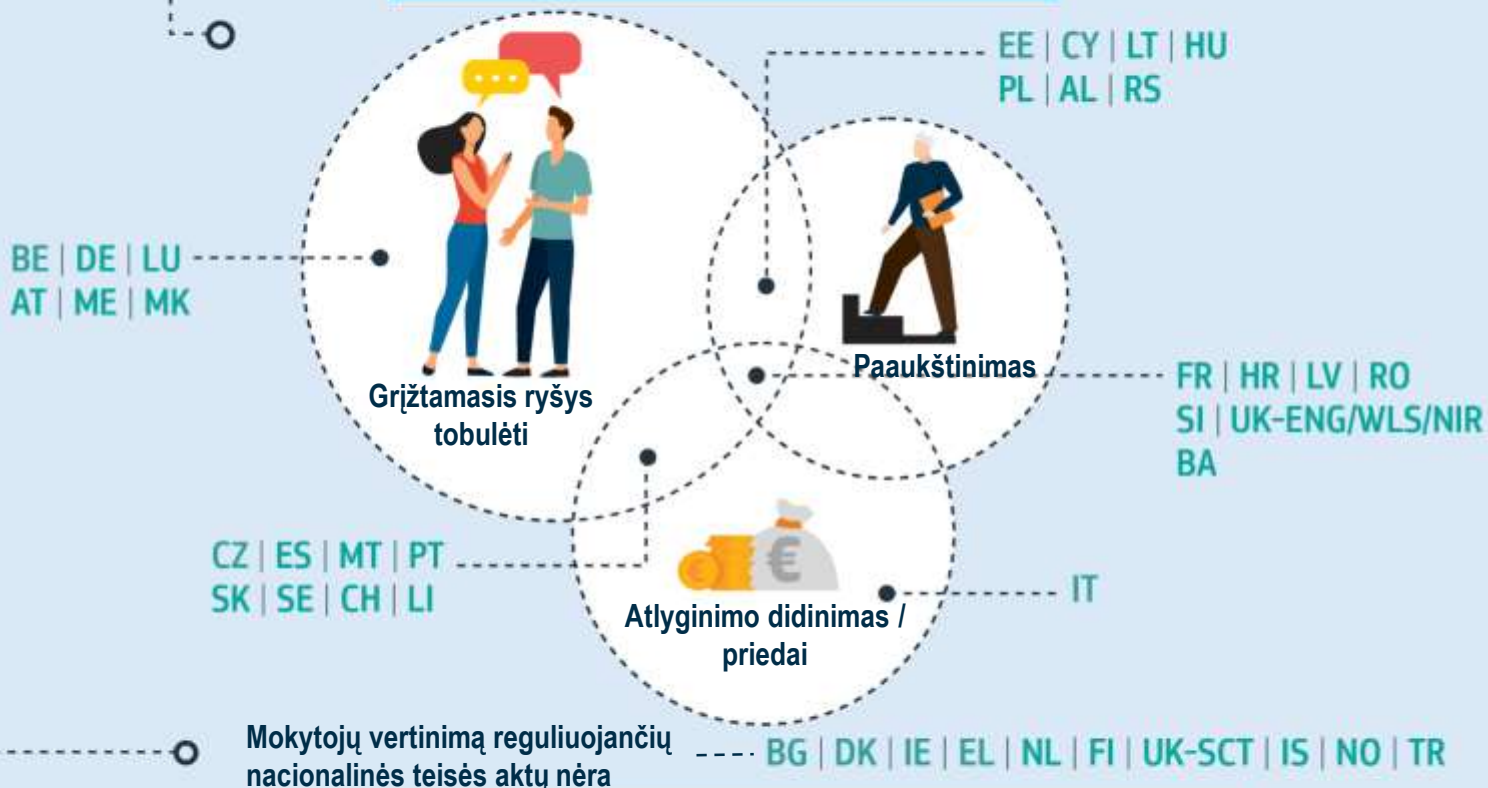 EE | CY | LT | HU
PL | AL | RS
BE | DE | LU
AT | ME | MK
Grįžtamasis ryšys
tobulėti
Paaukštinimas
FR | HR | LV | RO
SI | UK-ENG/WLS/NIR
BA
CZ | ES | MT | PT
SK | SE | CH | LI
€
Atlyginimo didinimas /
priedai
IT
Mokytojų vertinimą reguliuojančių
nacionalinės teisės aktų nėra
BG | DK | IE | EL | NL | FI | UK-SCT | IS | NO | TR